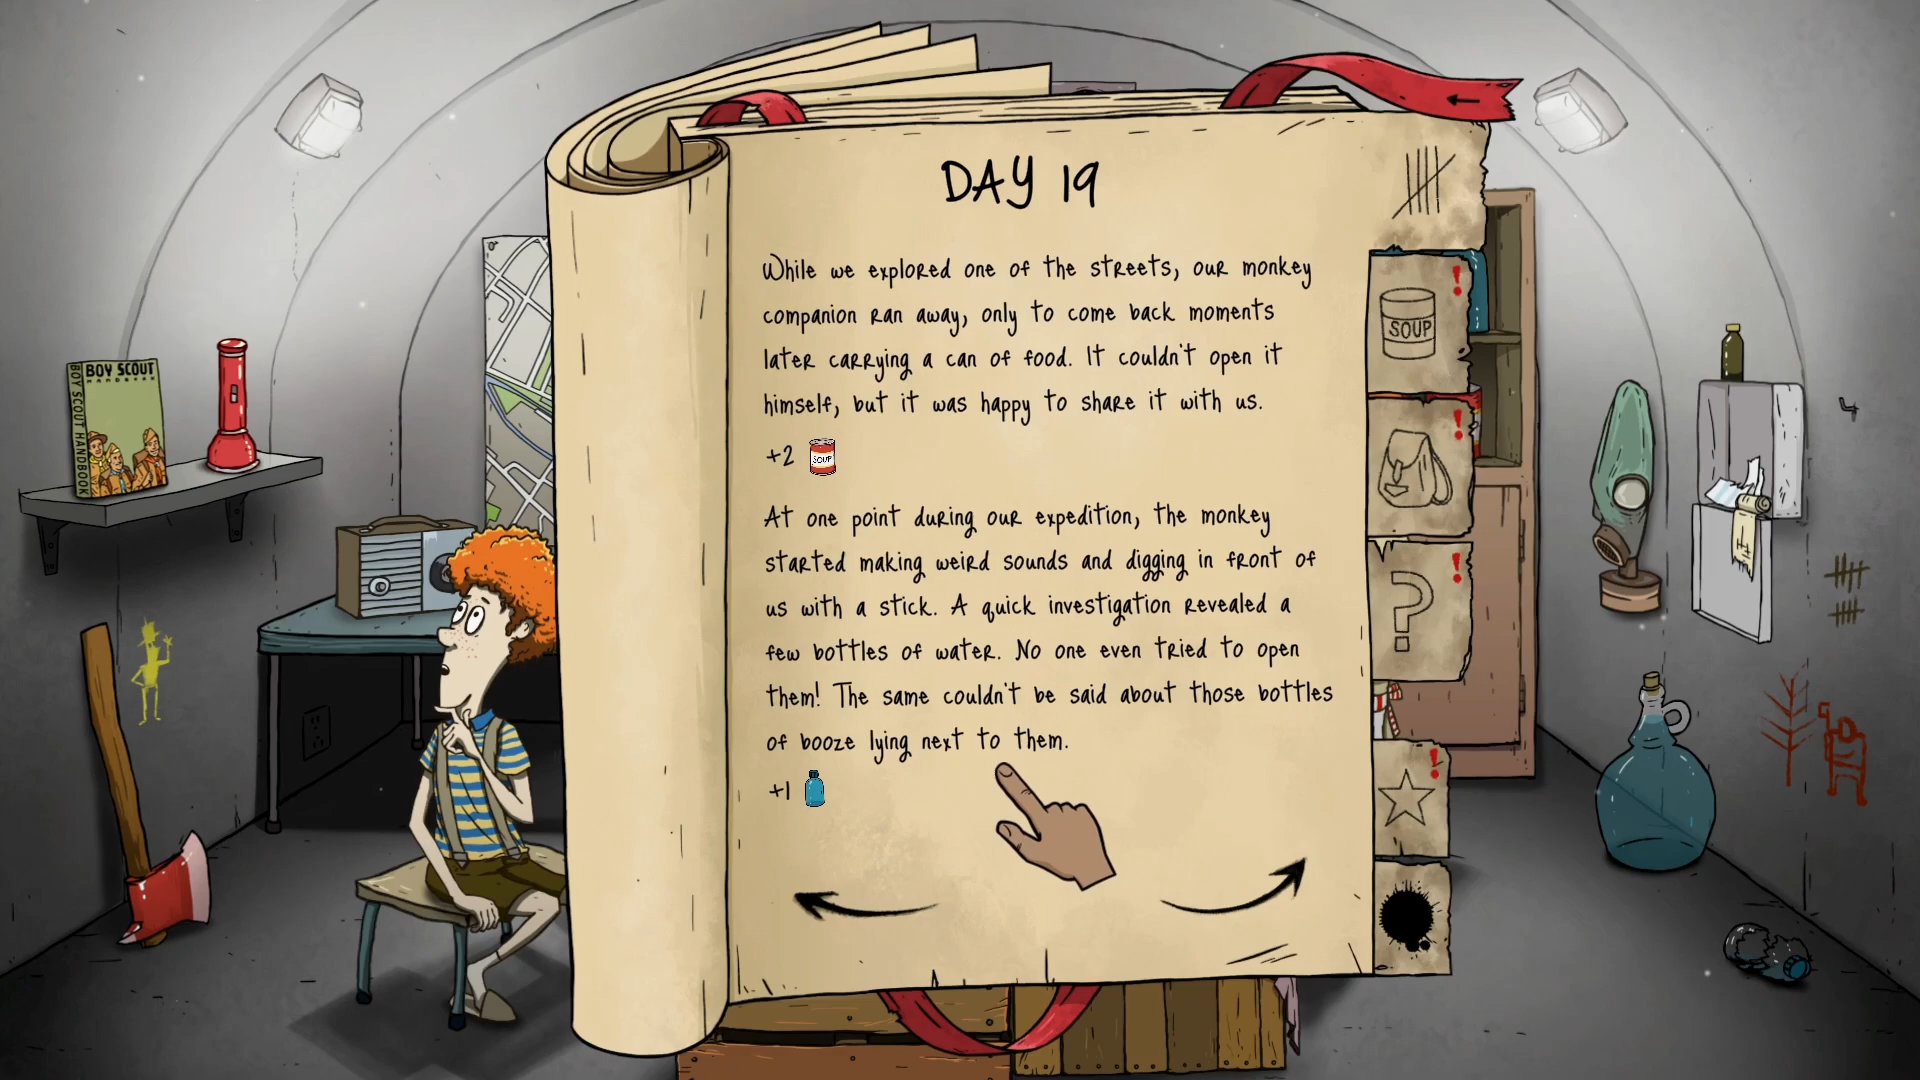 DAY 19
While we explored one of the streets, our monkey
companion ran away, only to come back moments
later carrying a can of food. It couldn't open it
himself, but it was happy to share it with us.
+2 SOUP
At one point during our expedition, the monkey
started making weird sounds and digging in front of
us with a stick. A quick investigation revealed a
few bottles of water. No one even tried to open
them! The same couldn't be said about those bottles
of booze lying next to them.
+1
!
SOUP
!
!
?
!
BOY SCOUT
HANDBOOK
BOY SCOUT HANDBOOK